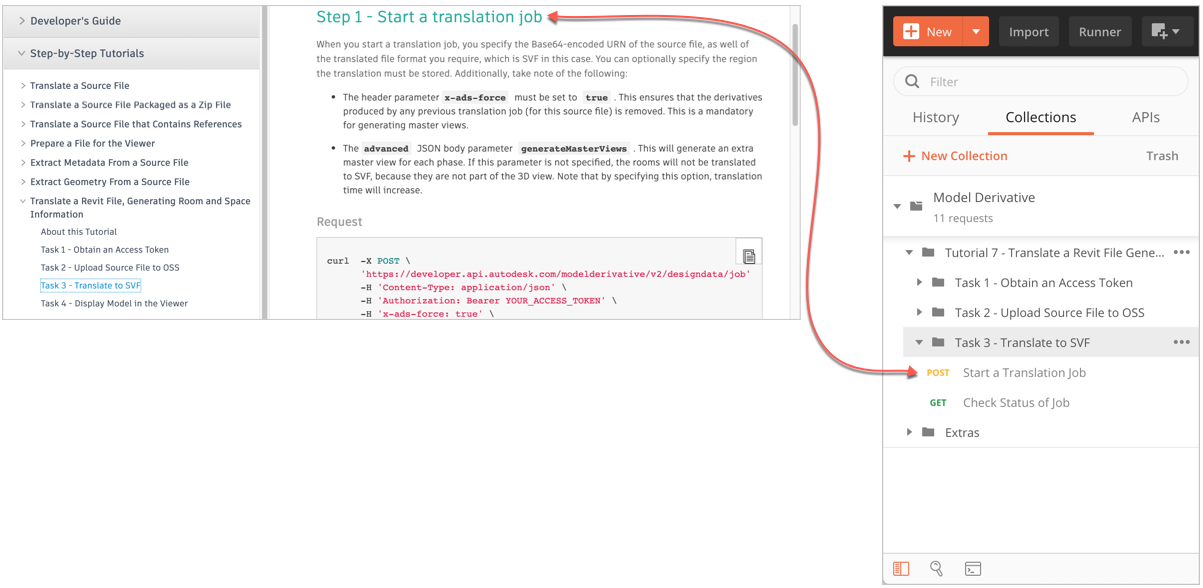 Developer's Guide
Step-by-Step Tutorials
Translate a Source File
Translate a Source File Packaged as a Zip File
Translate a Source File that Contains References
Prepare a File for the Viewer
Extract Metadata From a Source File
Extract Geometry From a Source File
Translate a Revit File, Generating Room and Space
Information
About this Tutorial
Task 1 - Obtain an Access Token
Task 2 - Upload Source File to OSS
Task 3 - Translate to SVF
Task 4 - Display Model in the Viewer
Step 1 - Start a translation job
When you start a translation job, you specify the Base64-encoded URN of the source file, as well of
the translated file format you require, which is SVF in this case. You can optionally specify the region
the translation must be stored. Additionally, take note of the following:
• The header parameter x-ads-force must be set to true . This ensures that the derivatives
produced by any previous translation job (for this source file) is removed. This is a mandatory
for generating master views.
• The advanced JSON body parameter generateMasterViews . This will generate an extra
master view for each phase. If this parameter is not specified, the rooms will not be translated
to SVF, because they are not part of the 3D view. Note that by specifying this option, translation
time will increase.
Request
curl -X POST \
'https://developer.api.autodesk.com/modelderivative/v2/designdata/job'
-H 'Content-Type: application/json' \
-H 'Authorization: Bearer YOUR_ACCESS_TOKEN' \
-H 'x-ads-force: true' \
New Import Runner
Filter
History Collections APIs
+ New Collection Trash
Model Derivative
11 requests
Tutorial 7 - Translate a Revit File Gene... •••
Task 1 - Obtain an Access Token
Task 2 - Upload Source File to OSS
Task 3 - Translate to SVF •••
POST Start a Translation Job
GET Check Status of Job
Extras